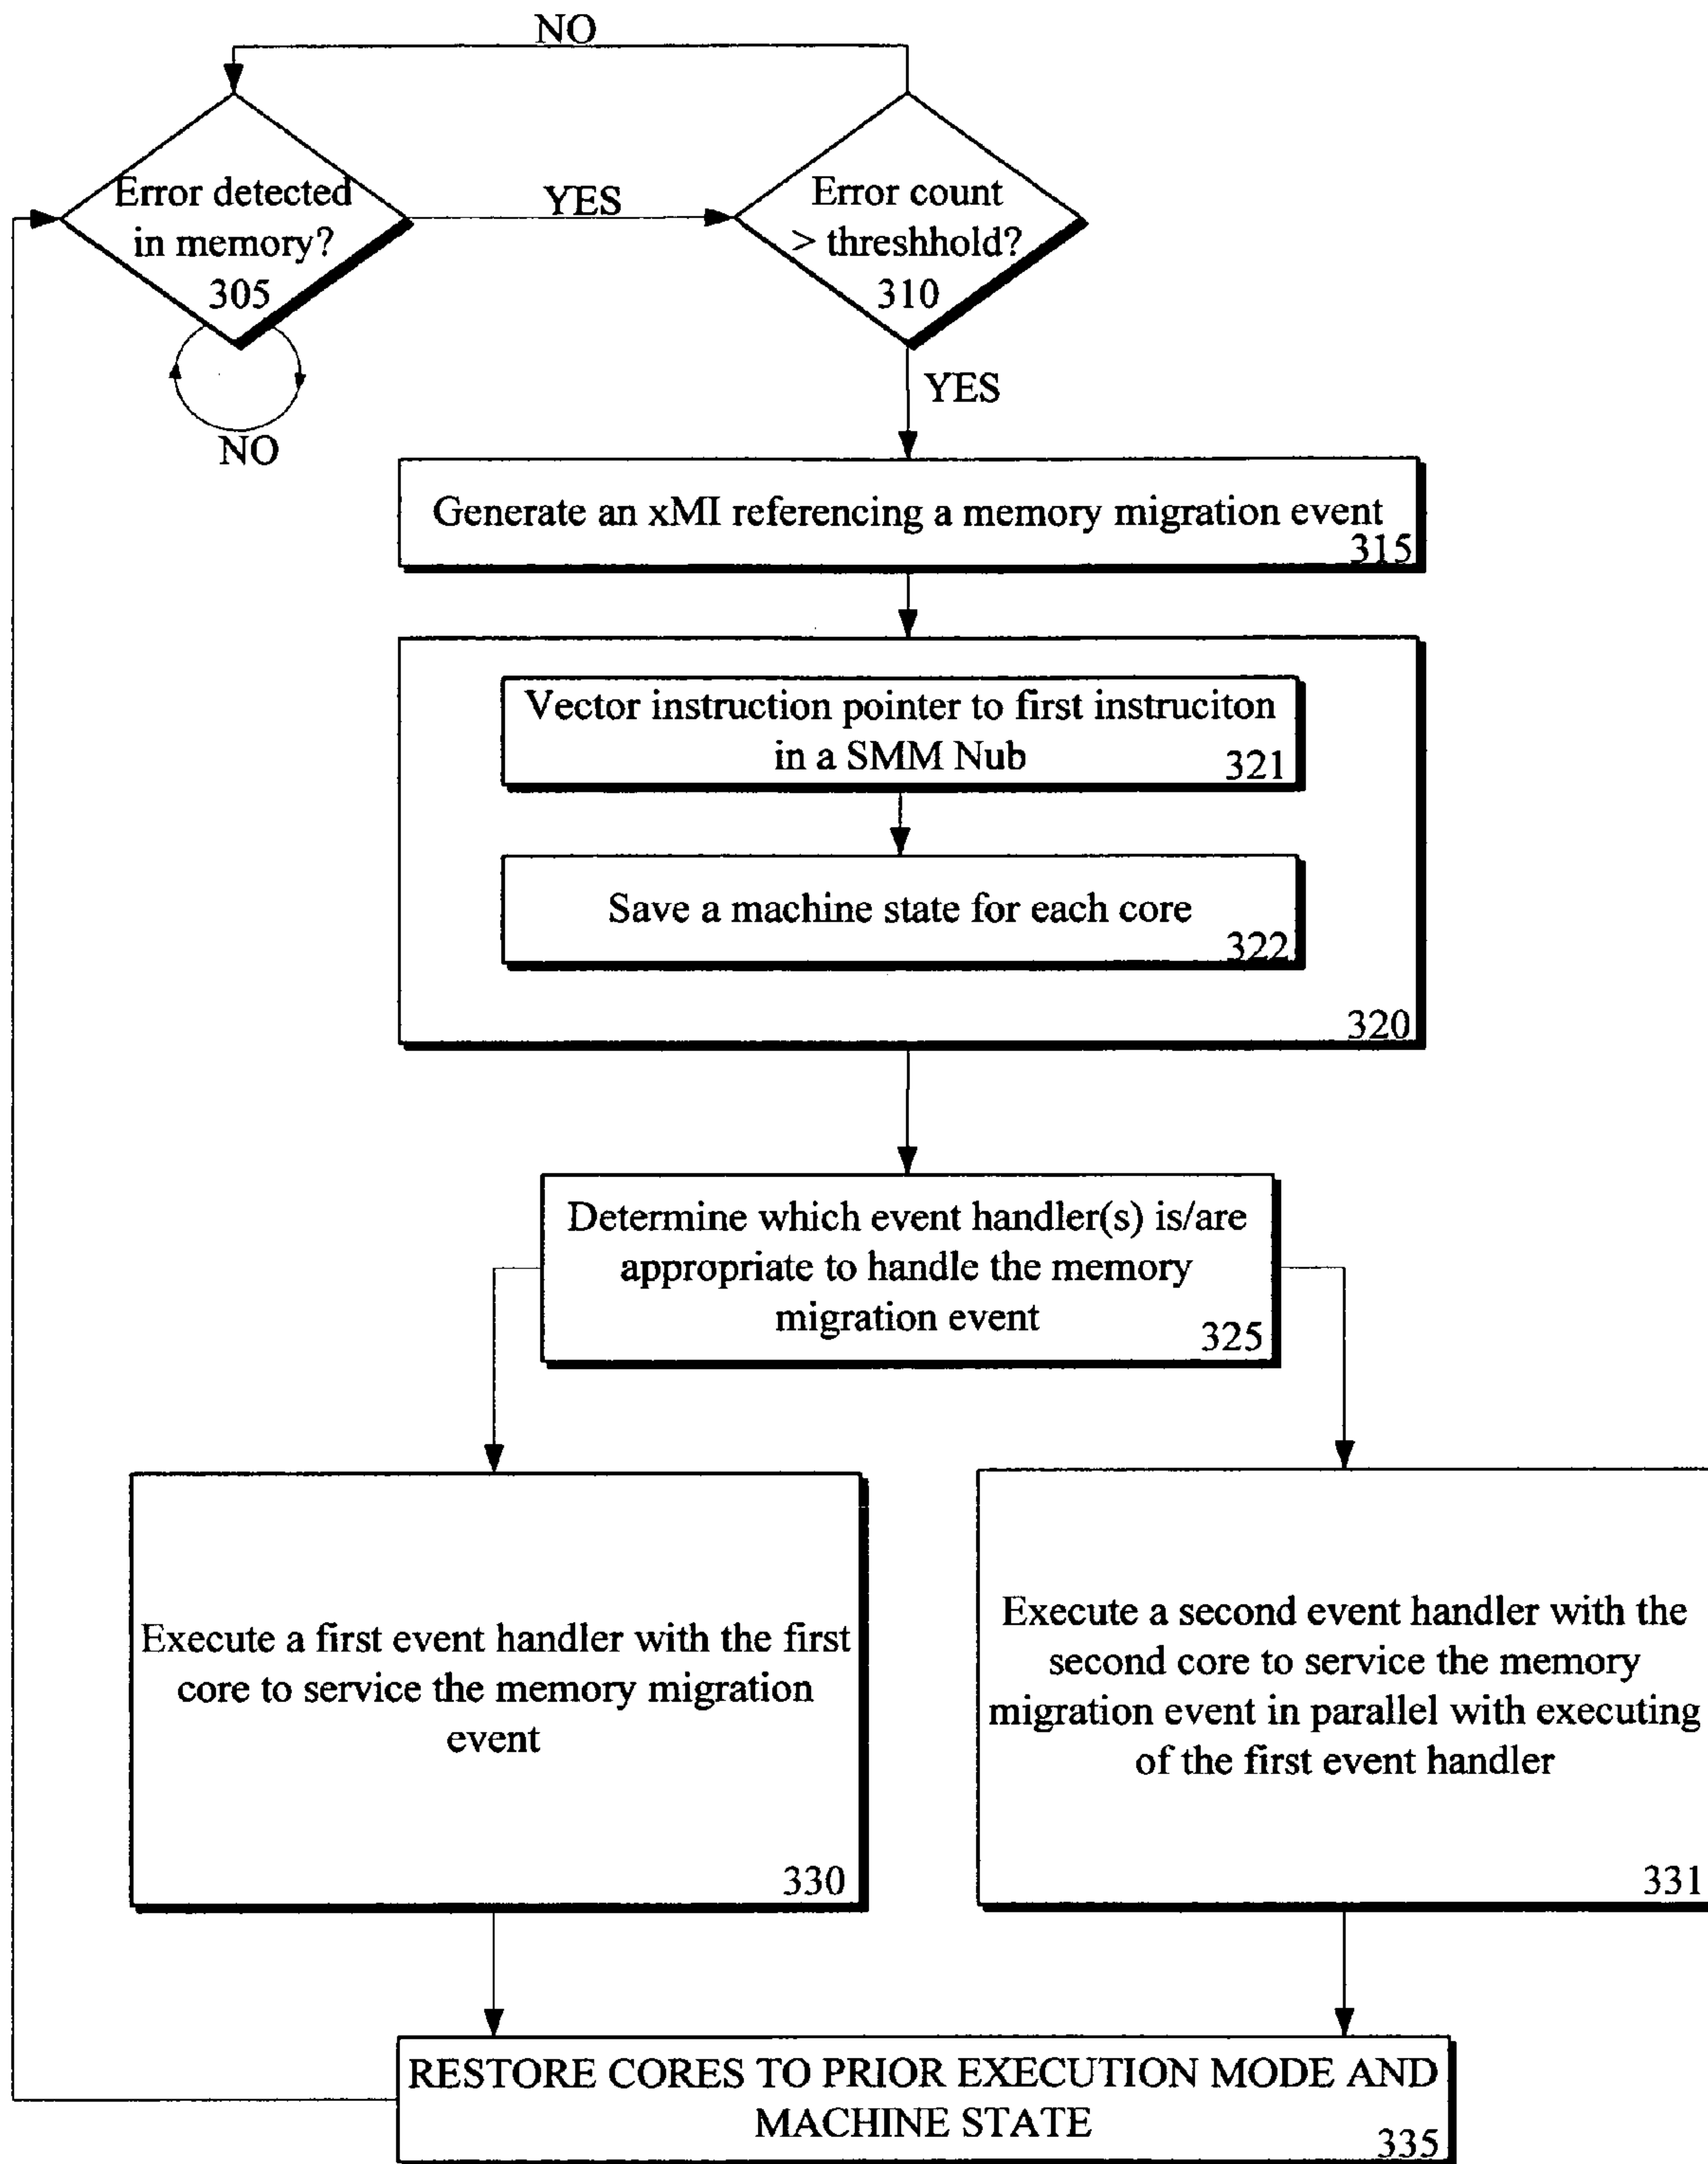 NO
Error detected
in memory?
305
YES
Error count
> threshhold?
310
NO
YES
Generate an xMI referencing a memory migration event
315
Vector instruction pointer to first instruciton
in a SMM Nub
321
Save a machine state for each core
322
320
Determine which event handler(s) is/are
appropriate to handle the memory
migration event
325
Execute a first event handler with the first
core to service the memory migration
event
330
Execute a second event handler with the
second core to service the memory
migration event in parallel with executing
of the first event handler
331
RESTORE CORES TO PRIOR EXECUTION MODE AND
MACHINE STATE
335